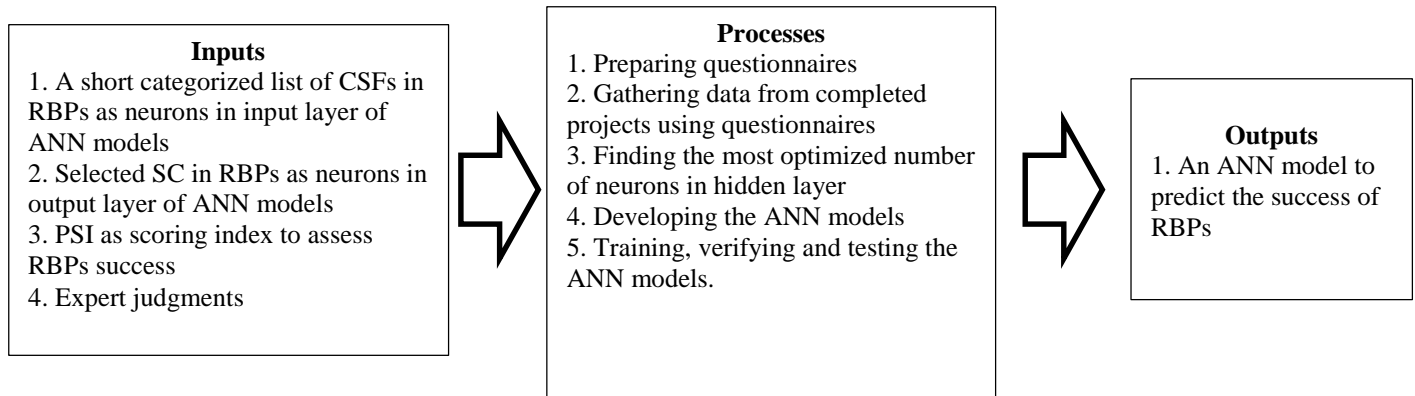 Inputs
1. A short categorized list of CSFs in
RBPs as neurons in input layer of
ANN models
2. Selected SC in RBPs as neurons in
output layer of ANN models
3. PSI as scoring index to assess
RBPs success
4. Expert judgments
Processes
1. Preparing questionnaires
2. Gathering data from completed
projects using questionnaires
3. Finding the most optimized number
of neurons in hidden layer
4. Developing the ANN models
5. Training, verifying and testing the
ANN models.
Outputs
1. An ANN model to
predict the success of
RBPs